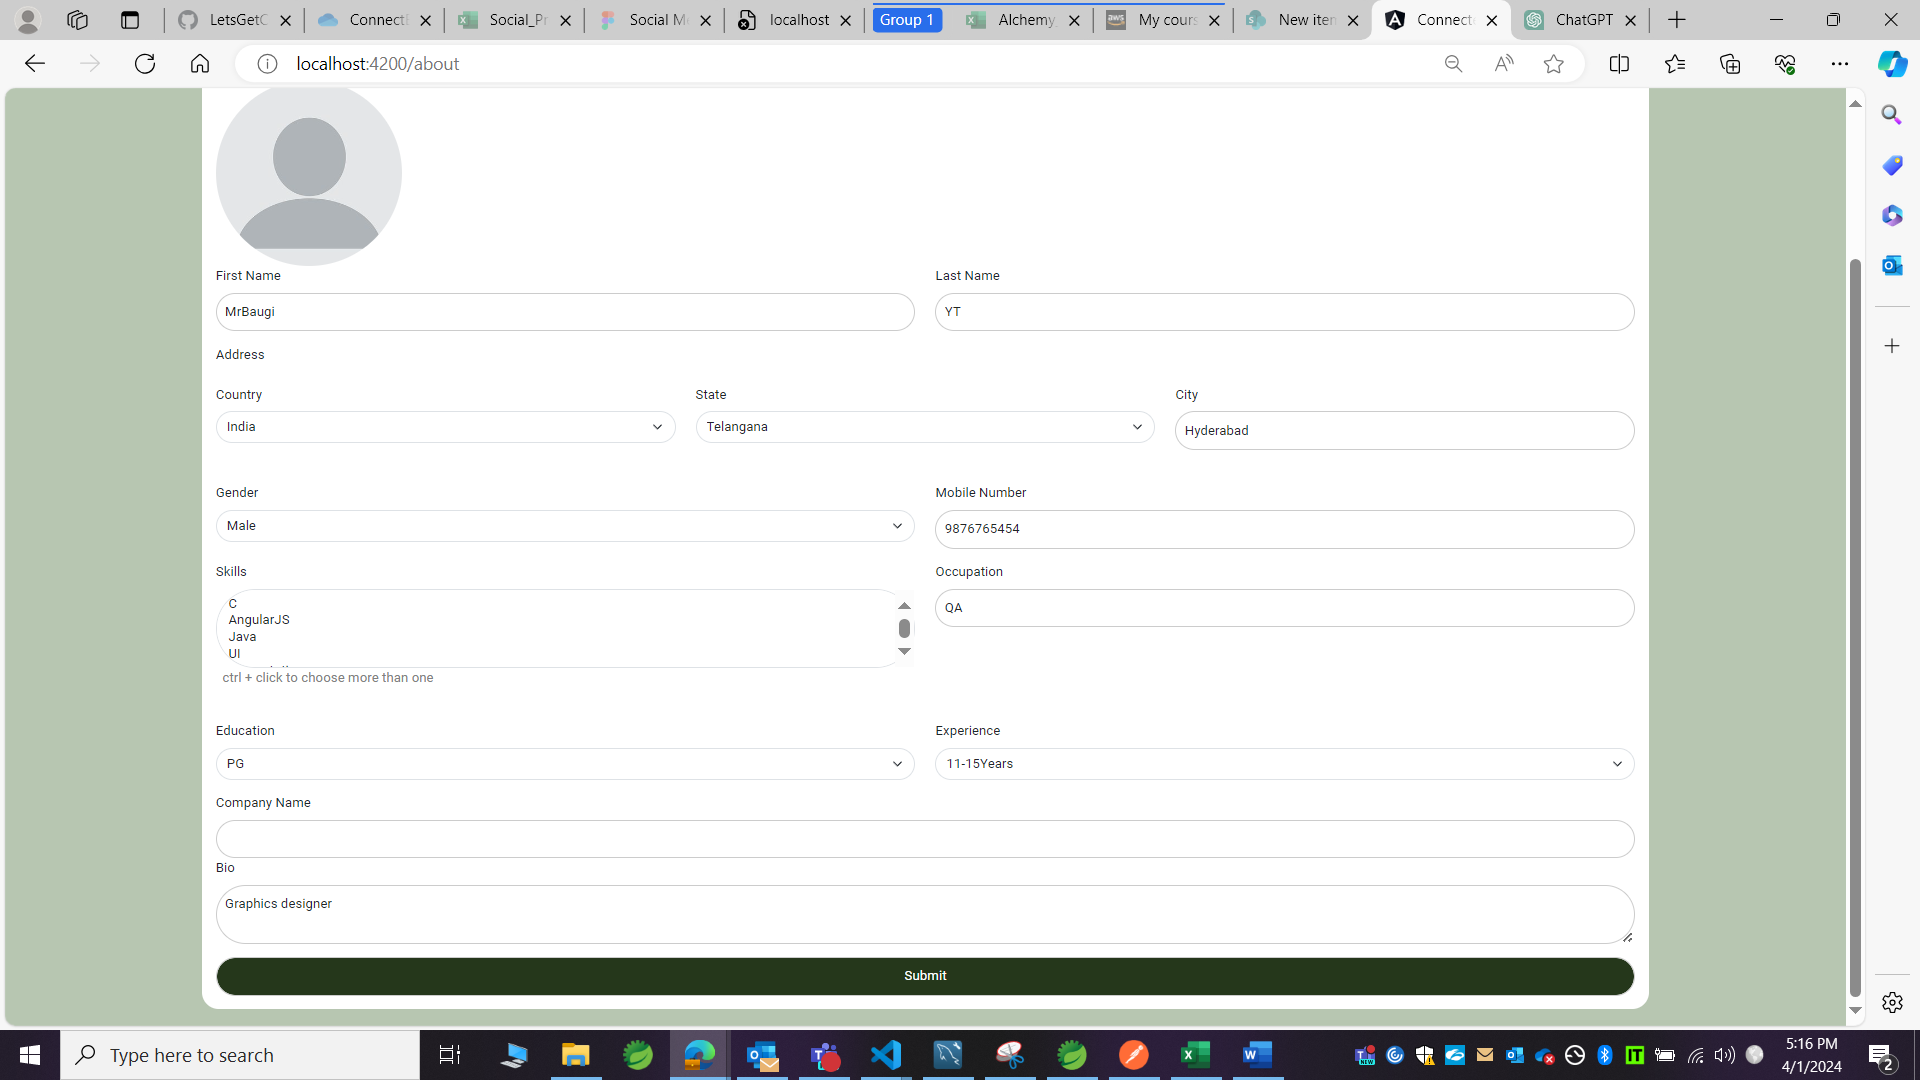 LetsGetC
Connect
Social_Pr
Social M
localhost
Group 1
Alchemy
My cours
New iten
Connect
ChatGPT
localhost:4200/about
First Name
Last Name
MrBaugi
YT
Address
Country
State
City
India
Telangana
Hyderabad
Gender
Mobile Number
Male
9876765454
Skills
Occupation
C
AngularJS
Java
UI
QA
ctrl + click to choose more than one
Education
Experience
PG
11-15Years
Company Name
Bio
Graphics designer
Submit
Type here to search
5:16 PM
4/1/2024
2